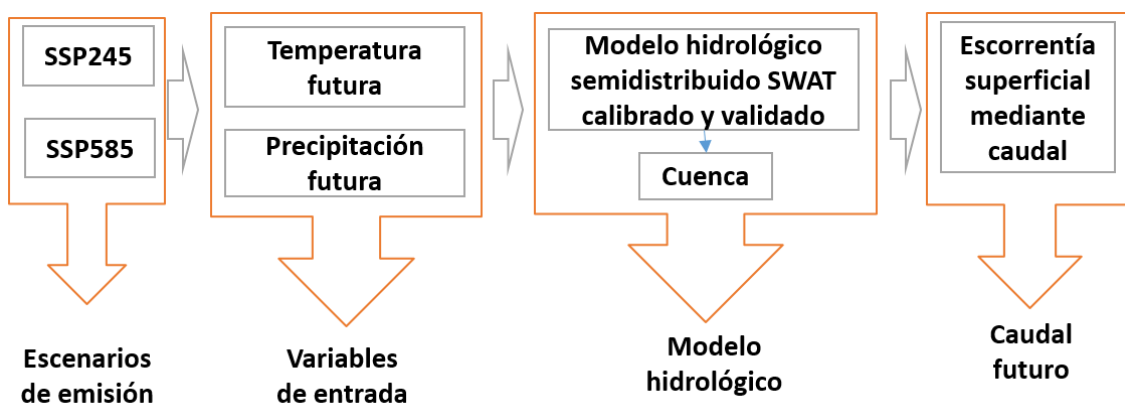 SSP245
SSP585
Escenarios
de emisión
Temperatura
futura
Precipitación
futura
Variables
de entrada
Modelo hidrológico
semidistribuido SWAT
calibrado y validado
Cuenca
Modelo
hidrológico
Escorrentía
superficial
mediante
caudal
Caudal
futuro